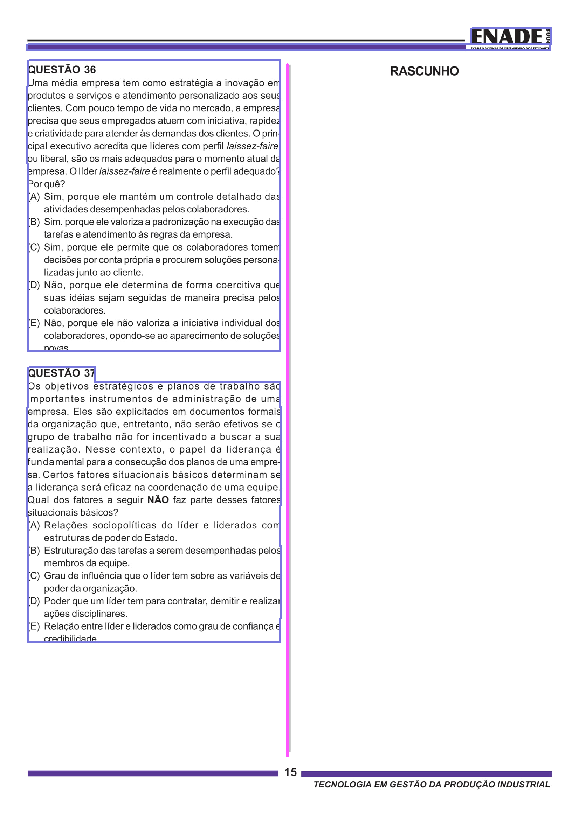 ENADE
QUESTÃO 36
Uma média empresa tem como estratégia a inovação em
produtos e serviços e atendimento personalizado aos seus
clientes. Com pouco tempo de vida no mercado, a empresa
precisa que seus empregados atuem com iniciativa, rapidez
e criatividade para atender às demandas dos clientes. O prin-
cipal executivo acredita que líderes com perfil laissez-faire,
ou liberal, são os mais adequados para o momento atual da
empresa. O líder laissez-faire é realmente o perfil adequado?
Por quê?
(A) Sim, porque ele mantém um controle detalhado das
atividades desempenhadas pelos colaboradores.
(B) Sim, porque ele valoriza a padronização na execução das
tarefas e atendimento às regras da empresa.
(C) Sim, porque ele permite que os colaboradores tomem
decisões por conta própria e procurem soluções persona-
lizadas junto ao cliente.
(D) Não, porque ele determina de forma coercitiva que
suas idéias sejam seguidas de maneira precisa pelos
colaboradores.
(E) Não, porque ele não valoriza a iniciativa individual dos
colaboradores, opondo-se ao aparecimento de soluções
novas.
QUESTÃO 37
Os objetivos estratégicos e planos de trabalho são
importantes instrumentos de administração de uma
empresa. Eles são explicitados em documentos formais
da organização que, entretanto, não serão efetivos se o
grupo de trabalho não for incentivado a buscar a sua
realização. Nesse contexto, o papel da liderança é
fundamental para a consecução dos planos de uma empre-
sa. Certos fatores situacionais básicos determinam se
a liderança será eficaz na coordenação de uma equipe.
Qual dos fatores a seguir NÃO faz parte desses fatores
situacionais básicos?
(A) Relações sociopolíticas do líder e liderados com
estruturas de poder do Estado.
(B) Estruturação das tarefas a serem desempenhadas pelos
membros da equipe.
(C) Grau de influência que o líder tem sobre as variáveis de
poder da organização.
(D) Poder que um líder tem para contratar, demitir e realizar
ações disciplinares.
(E) Relação entre líder e liderados como grau de confiança e
credibilidade.
RASCUNHO
15
TECNOLOGIA EM GESTÃO DA PRODUÇÃO INDUSTRIAL